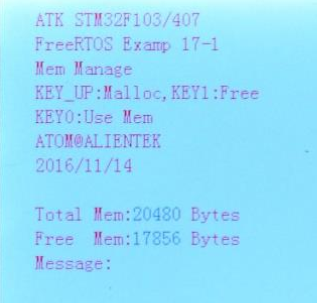 ATK STM32F103/407
FreeRTOS Examp 17-1
Mem Manage
KEY_UP:Malloc,KEY1:Free
KEY0:Use Mem
ATOM@ALIENTEK
2016/11/14
Total Mem:20480 Bytes
Free Mem:17856 Bytes
Message: